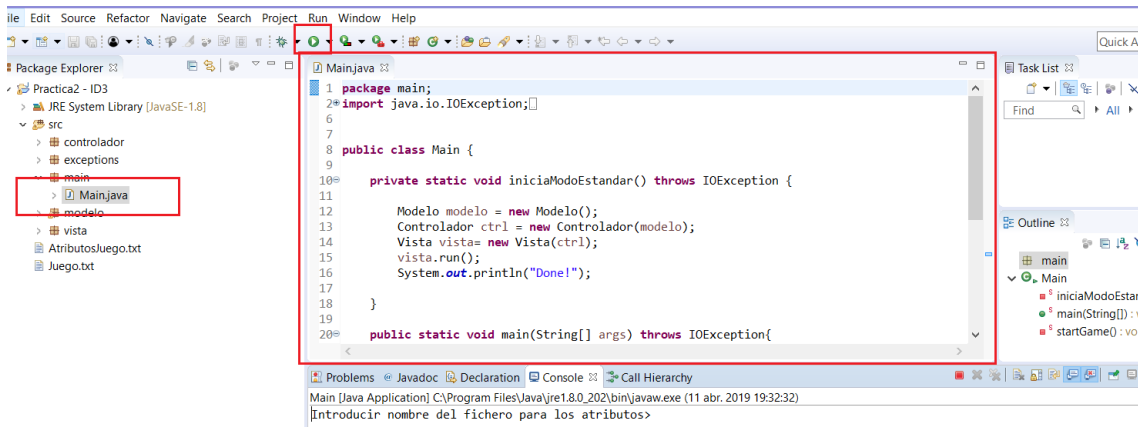 ile Edit Source Refactor Navigate Search Project Run Window Help
Quick A
Package Explorer
Practica2 - ID3
JRE System Library [JavaSE-1.8]
src
controlador
exceptions
main
Main.java
modelo
vista
AtributosJuego.txt
Juego.txt
Main.java
1 package main;
2 import java.io.IOException;
6
7
8 public class Main {
9
10 private static void iniciaModoEstandar() throws IOException {
11
12 Modelo modelo = new Modelo();
13 Controlador ctrl = new Controlador(modelo);
14 Vista vista= new Vista(ctrl);
15 vista.run();
16 System.out.println("Done!");
17
18 }
19
20 public static void main(String[] args) throws IOException{
Task List
Find All
Outline
main
Main
iniciaModoEstar
main(String[]) : v
startGame() : vo
Problems Javadoc Declaration Console Call Hierarchy
Main [Java Application] C:\Program Files\Java\jre1.8.0_202\bin\javaw.exe (11 abr. 2019 19:32:32)
Introducir nombre del fichero para los atributos>